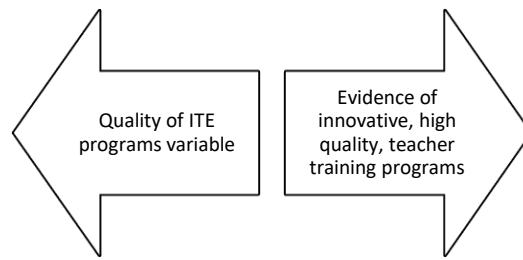 Quality of ITE
programs variable
Evidence of
innovative, high
quality, teacher
training programs